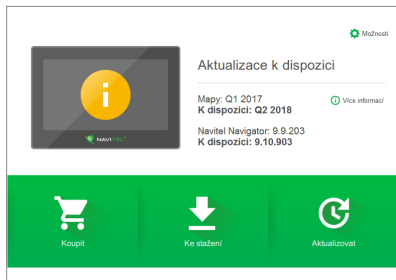 Možnosti
Aktualizace k dispozici
Mapy: Q1 2017
K dispozici: Q2 2018
Více informací
Navitel Navigator: 9.9.203
K dispozici: 9.10.903
NAVITEL
Koupit
Ke stažení
Aktualizovat